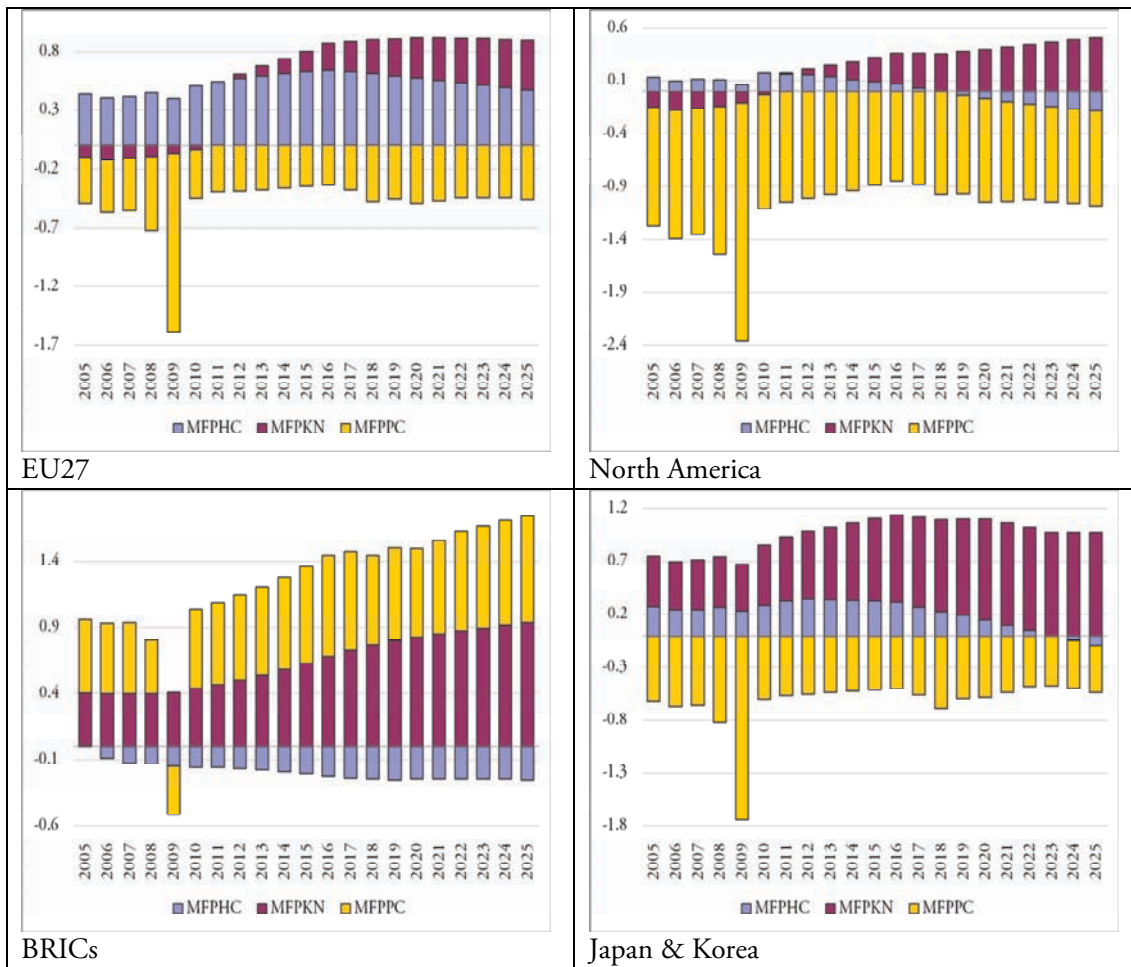 0.8
0.3
-0.2
-0.7
-1.2
-1.7
2005 2006 2007 2008 2009 2010 2011 2012 2013 2014 2015 2016 2017 2018 2019 2020 2021 2022 2023 2024 2025
MFPHC MFPKN MFPPC
EU27
0.6
0.1
-0.4
-0.9
-1.4
-1.9
-2.4
2005 2006 2007 2008 2009 2010 2011 2012 2013 2014 2015 2016 2017 2018 2019 2020 2021 2022 2023 2024 2025
MFPHC MFPKN MFPPC
North America
1.4
0.9
0.4
-0.1
-0.6
2005 2006 2007 2008 2009 2010 2011 2012 2013 2014 2015 2016 2017 2018 2019 2020 2021 2022 2023 2024 2025
MFPHC MFPKN MFPPC
BRICs
1.2
0.7
0.2
-0.3
-0.8
-1.3
-1.8
2005 2006 2007 2008 2009 2010 2011 2012 2013 2014 2015 2016 2017 2018 2019 2020 2021 2022 2023 2024 2025
MFPHC MFPKN MFPPC
Japan & Korea